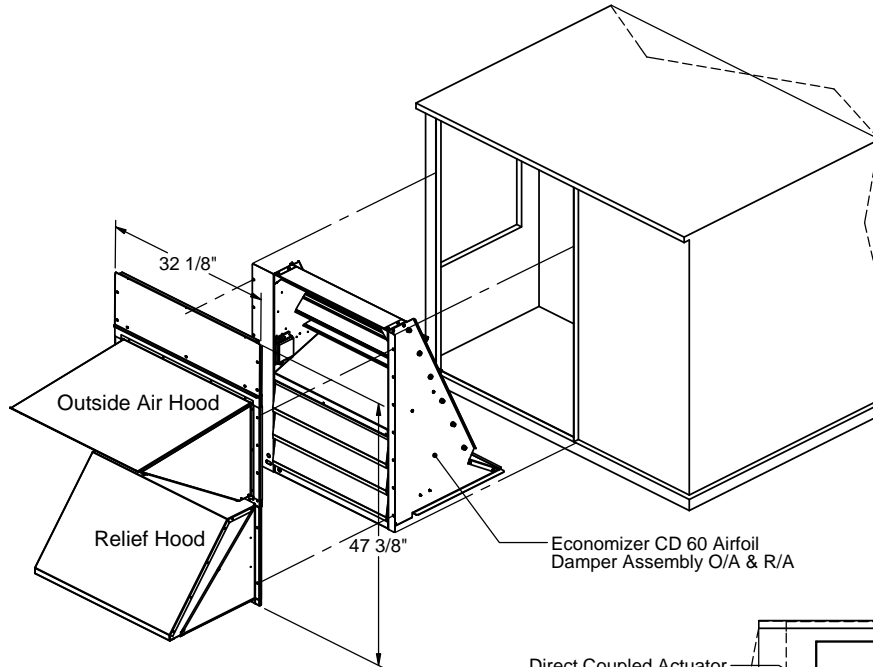 32 1/8"
Outside Air Hood
Relief Hood
47 3/8"
Economizer CD 60 Airfoil
Damper Assembly O/A & R/A
Direct Coupled Actuator